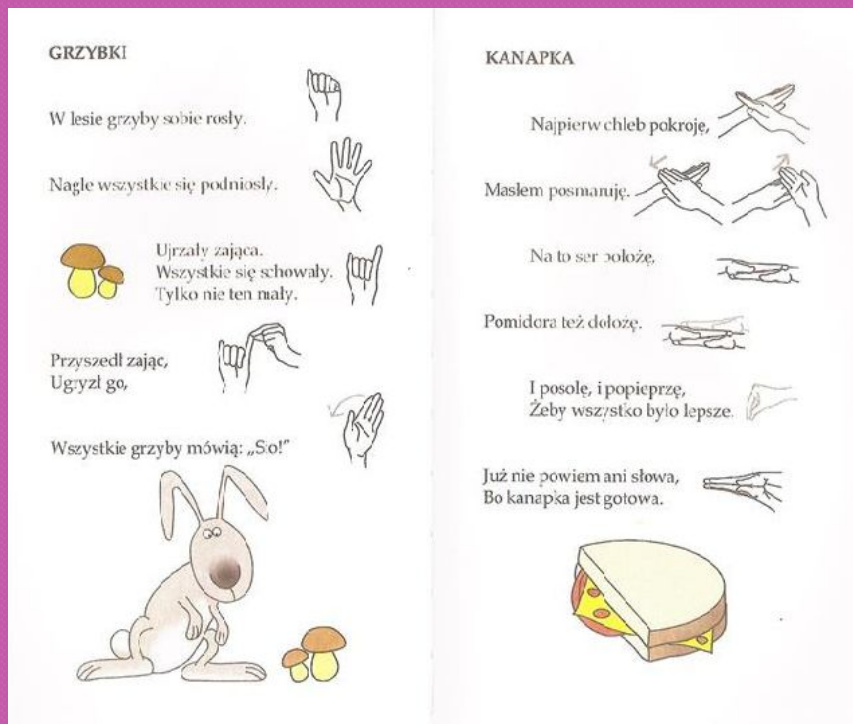 GRZYBKI
W lesie grzyby sobie rosły.
Nagle wszystkie się podniosły.
Ujrzały zająca.
Wszystkie się schowały.
Tylko nie ten mały.
Przyszedł zając,
Ugryzł go,
Wszystkie grzyby mówią: „Sio!"
KANAPKA
Najpierw chleb pokroję,
Masłem posmaruję.
Na to ser położę,
Pomidora też dołożę.
I posolę, i popieprzę,
Żeby wszystko było lepsze.
Już nie powiem ani słowa,
Bo kanapka jest gotowa.